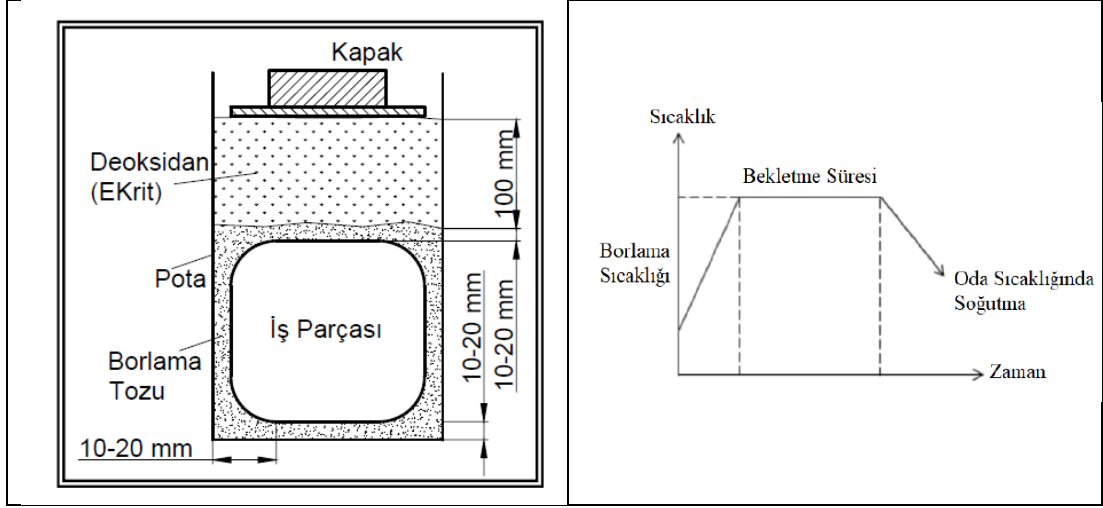 Kapak
Deoksidan
(EKrit)
100 mm
Pota
İş Parçası
Borlama
Tozu
10-20 mm
10-20 mm
10-20 mm
Sıcaklık
Bekletme Süresi
Borlama
Sıcaklığı
Oda Sıcaklığında
Soğutma
Zaman